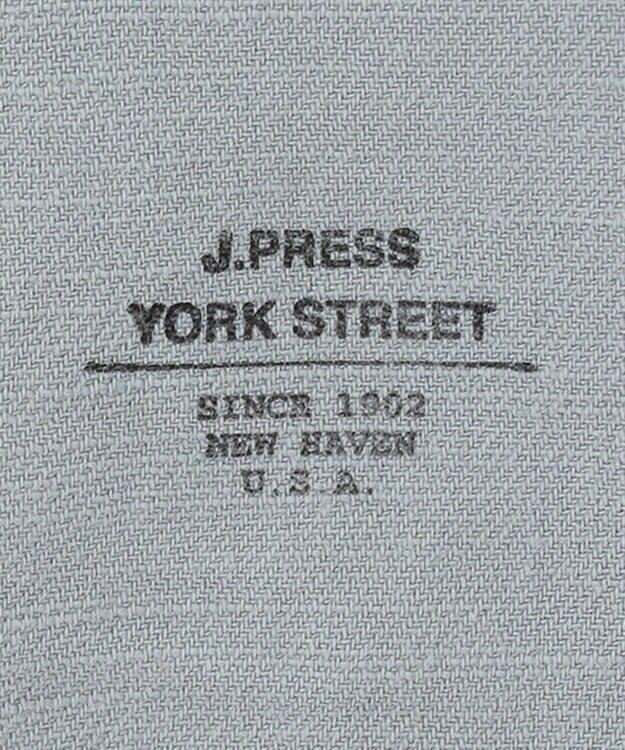 J.PRESS
YORK STREET
SINCE 1902
NEW HAVEN
U.S.A.